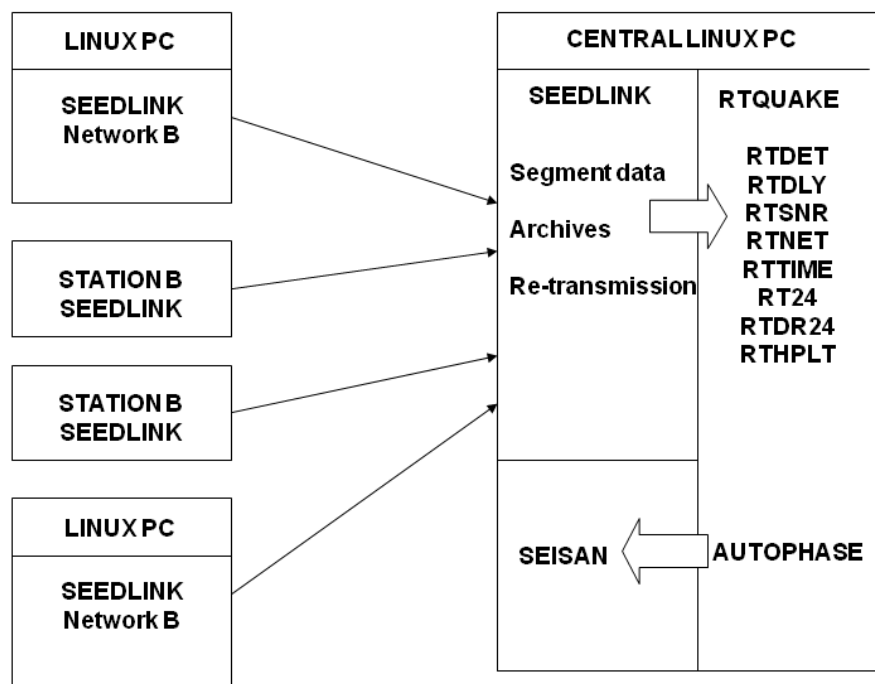 LINUX PC
SEEDLINK
Network B
STATION B
SEEDLINK
STATION B
SEEDLINK
LINUX PC
SEEDLINK
Network B
CENTRAL LINUX PC
SEEDLINK
Segment data
Archives
Re-transmission
RTQUAKE
RTDET
RTDLY
RTSNR
RTNET
RTTIME
RT24
RTDR24
RTHPLT
SEISAN
AUTOPHASE